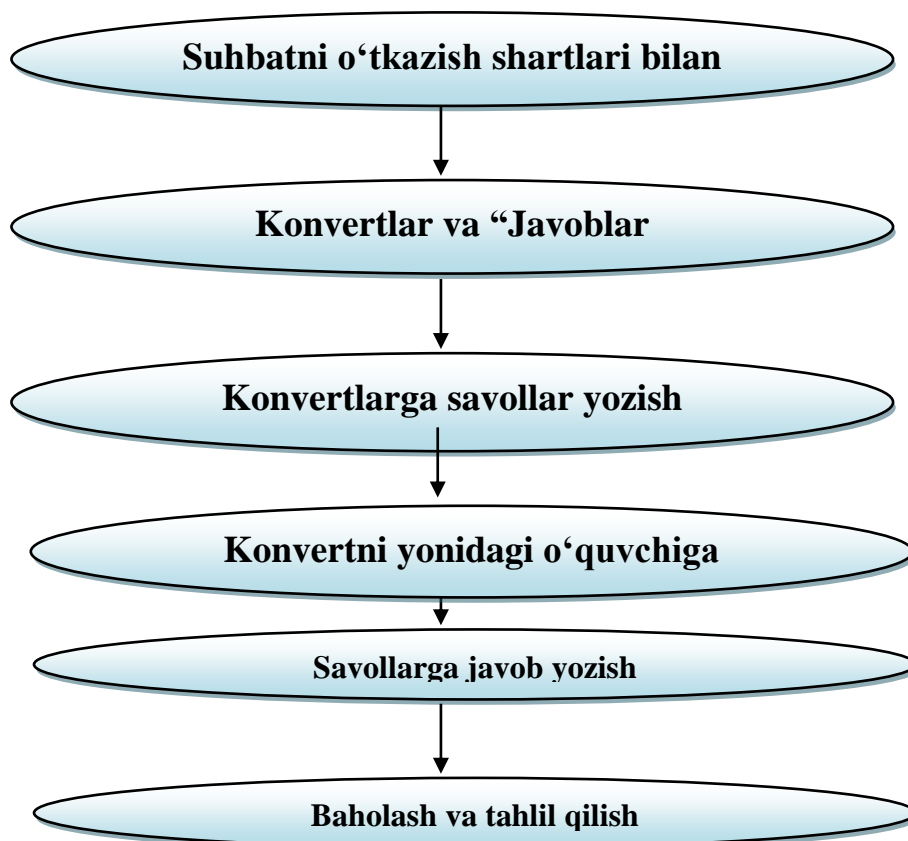 Suhbatni o‘tkazish shartlari bilan
Konvertlar va “Javoblar
Konvertlarga savollar yozish
Konvertni yonidagi o‘quvchiga
Savollarga javob yozish
Baholash va tahlil qilish